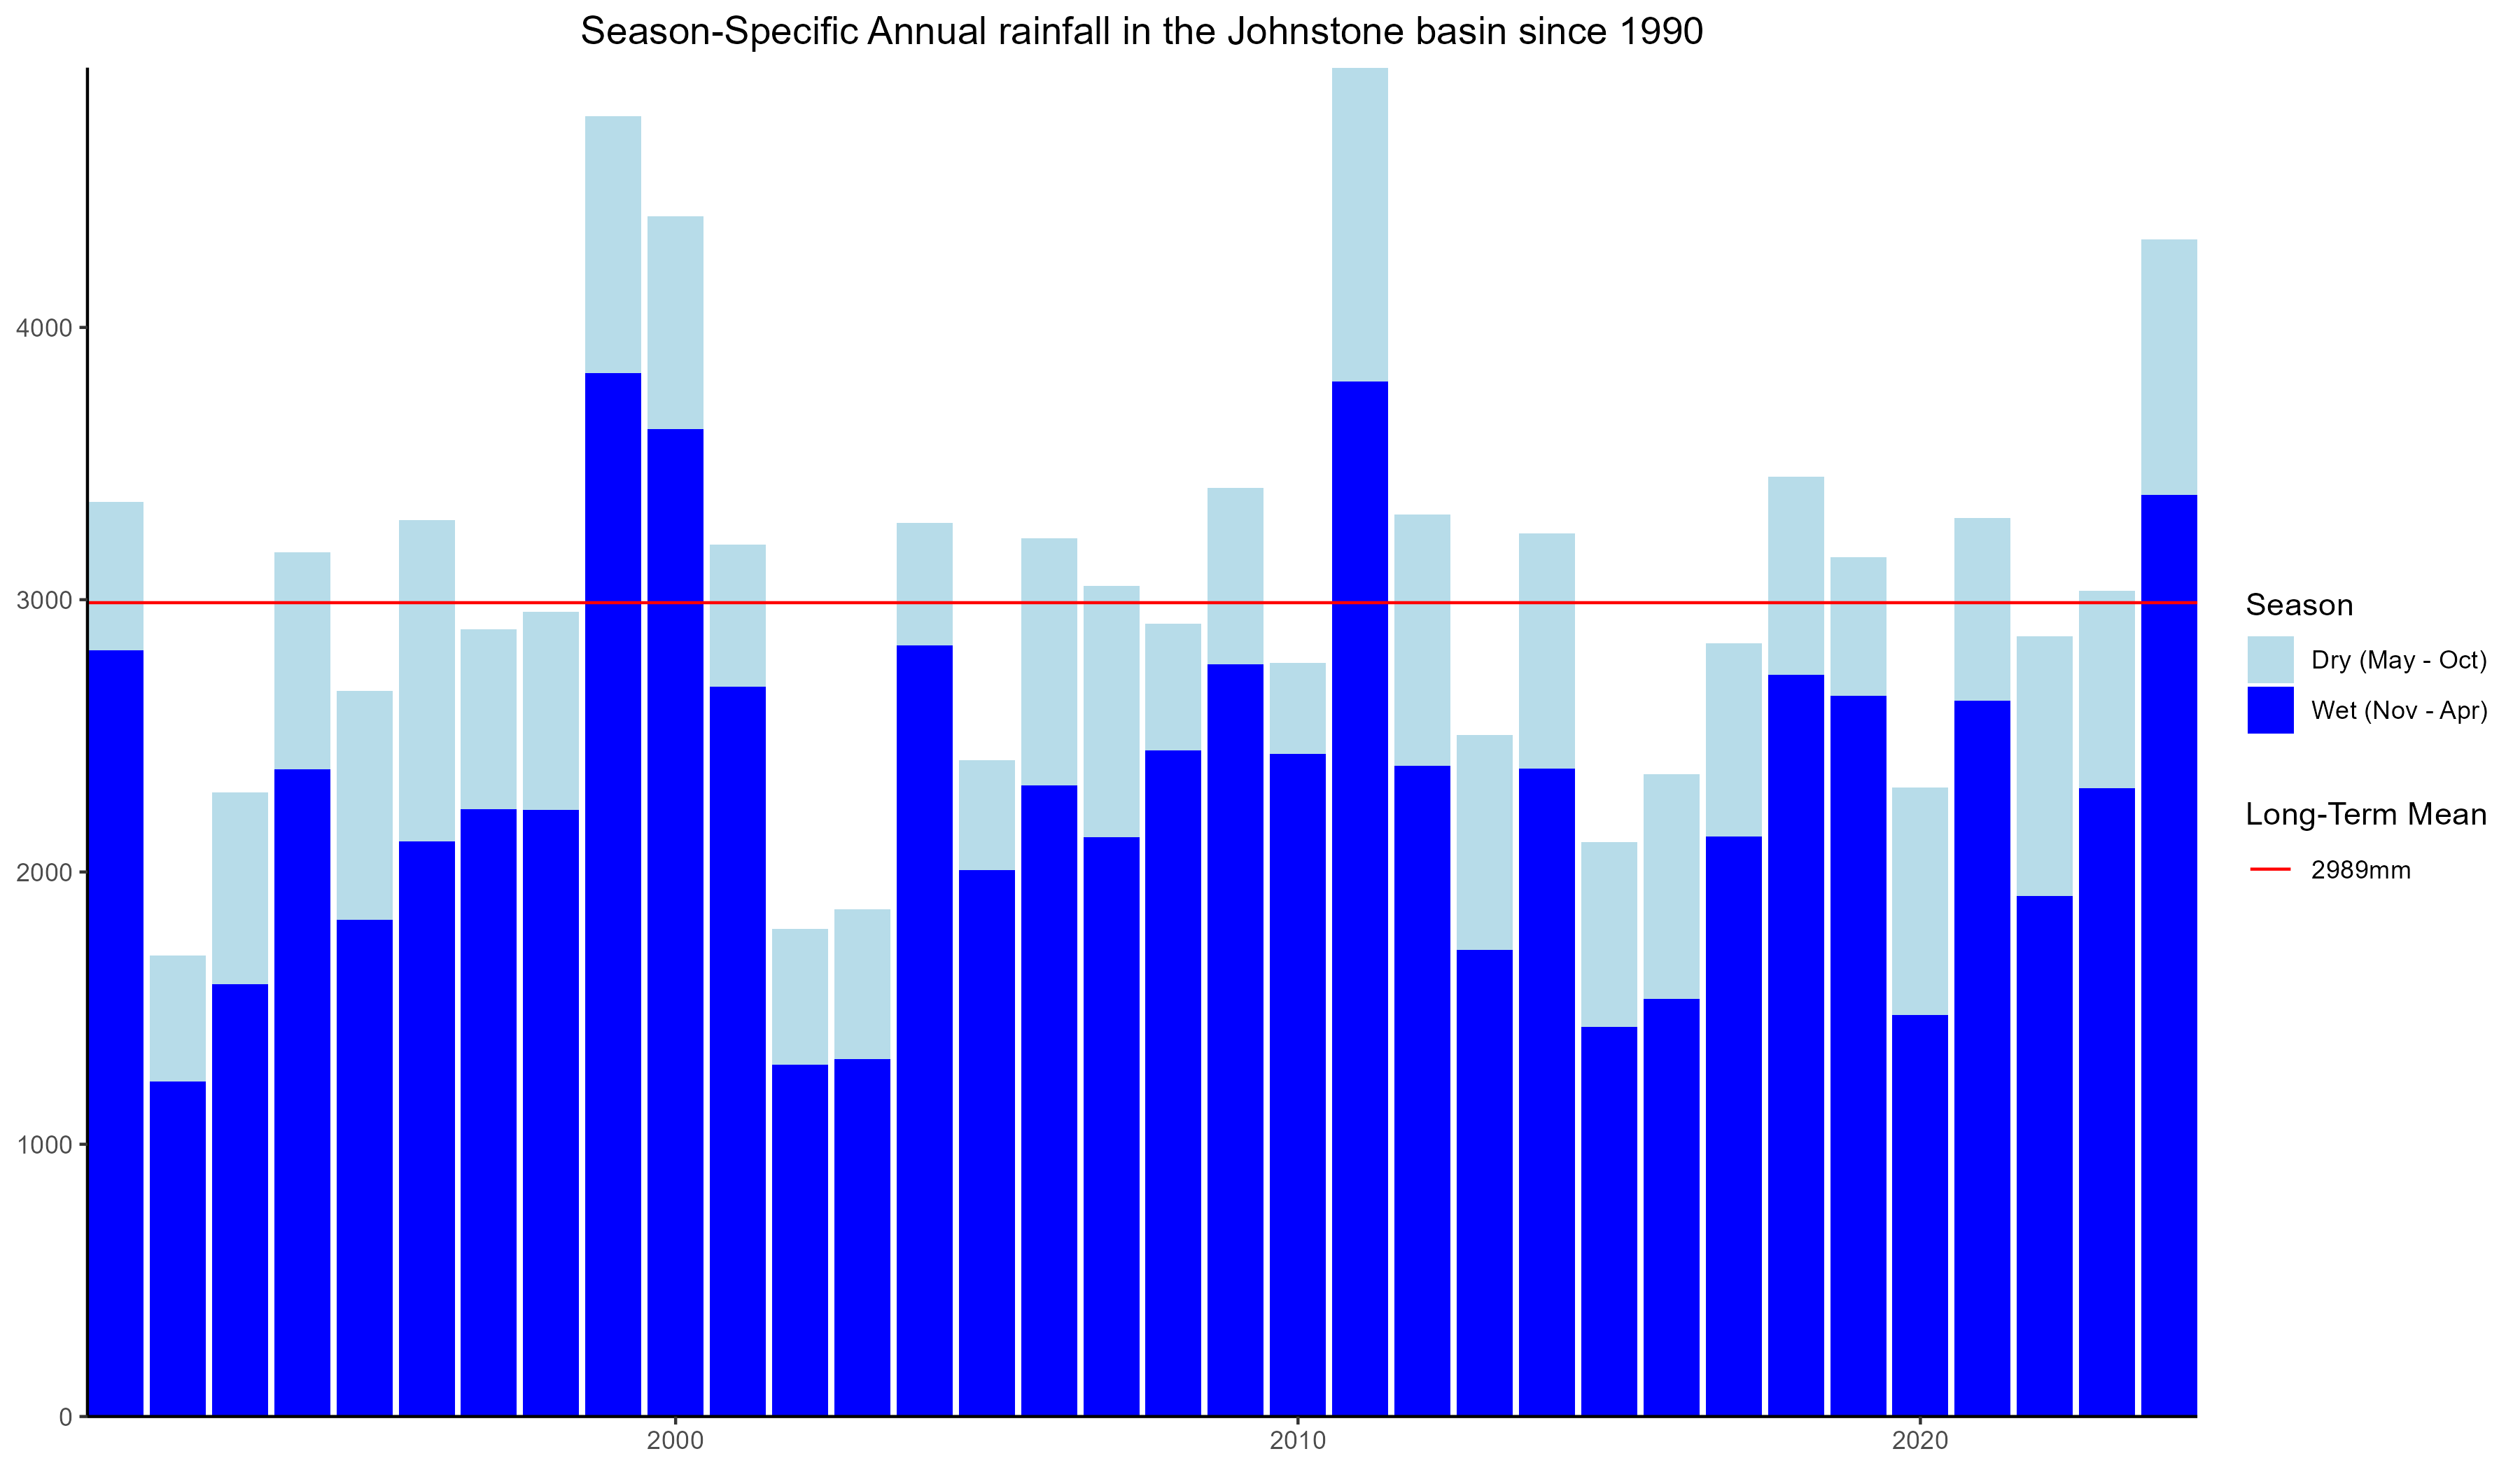 Season-Specific Annual rainfall in the Johnstone basin since 1990
4000
3000
2000
1000
0
2000
2010
2020
Season
Dry (May - Oct)
Wet (Nov - Apr)
Long-Term Mean
2989mm